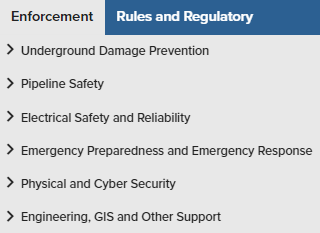 Enforcement Rules and Regulatory
Underground Damage Prevention
Pipeline Safety
Electrical Safety and Reliability
Emergency Preparedness and Emergency Response
Physical and Cyber Security
Engineering, GIS and Other Support